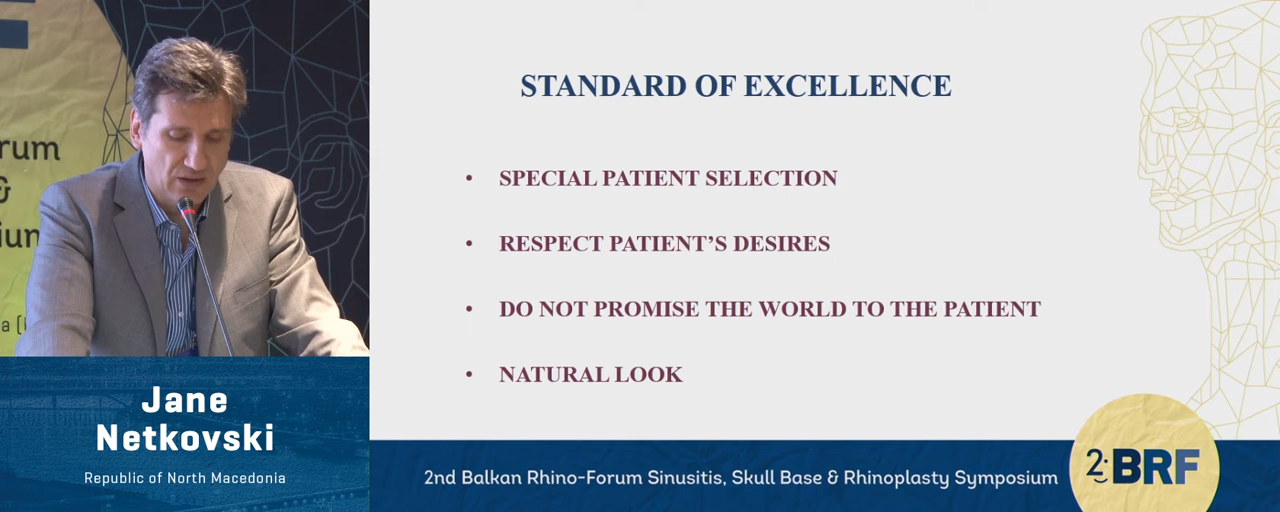 rum
&
STANDARD OF EXCELLENCE
• SPECIAL PATIENT SELECTION
• RESPECT PATIENT’S DESIRES
• DO NOT PROMISE THE WORLD TO THE PATIENT
• NATURAL LOOK
Jane
Netkovski
Republic of North Macedonia
2nd Balkan Rhino-Forum Sinusitis, Skull Base & Rhinoplasty Symposium
2. BRF